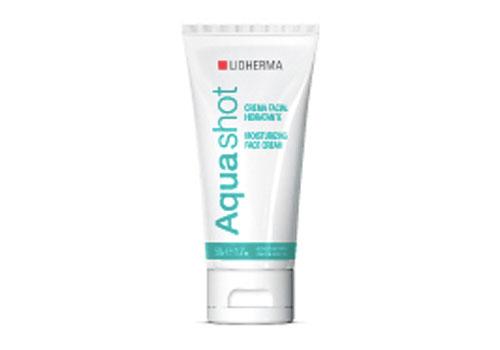 LIDHERMA
Aquashot
CREMA FACIAL
HIDRATANTE
MOISTURIZING
FACE CREAM